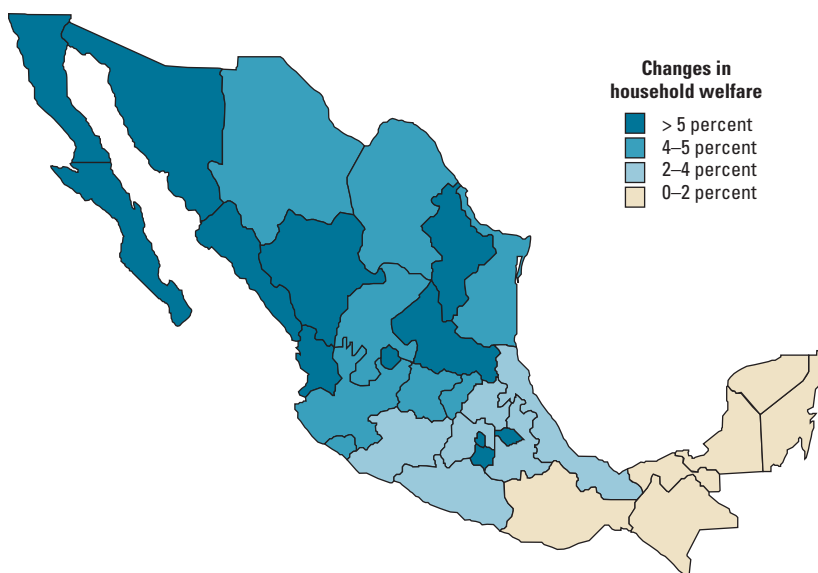 Changes in
household welfare
> 5 percent
4–5 percent
2–4 percent
0–2 percent